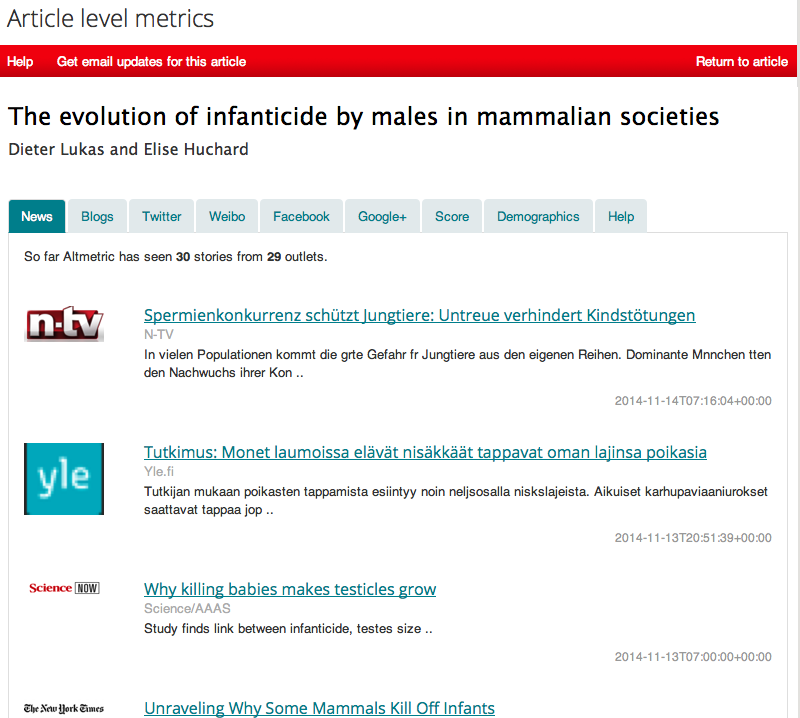 Article level metrics
Help Get email updates for this article Return to article
The evolution of infanticide by males in mammalian societies
Dieter Lukas and Elise Huchard
News Blogs Twitter Weibo Facebook Google+ Score Demographics Help
So far Altmetric has seen 30 stories from 29 outlets.
n-tv
Spermienkonkurrenz schützt Jungtiere: Untreue verhindert Kindstötungen
N-TV
In vielen Populationen kommt die grte Gefahr fr Jungtiere aus den eigenen Reihen. Dominante Mnnchen tten
den Nachwuchs ihrer Kon ..
2014-11-14T07:16:04+00:00
yle
Tutkimus: Monet laumoissa elävät nisäkkäät tappavat oman lajinsa poikasia
Yle.fi
Tutkijan mukaan poikasten tappamista esiintyy noin neljsosalla niskslajeista. Aikuiset karhupaviaaniurokset
saattavat tappaa jop ..
2014-11-13T20:51:39+00:00
Science NOW
Why killing babies makes testicles grow
Science/AAAS
Study finds link between infanticide, testes size ..
2014-11-13T07:00:00+00:00
The New York Times
Unraveling Why Some Mammals Kill Off Infants